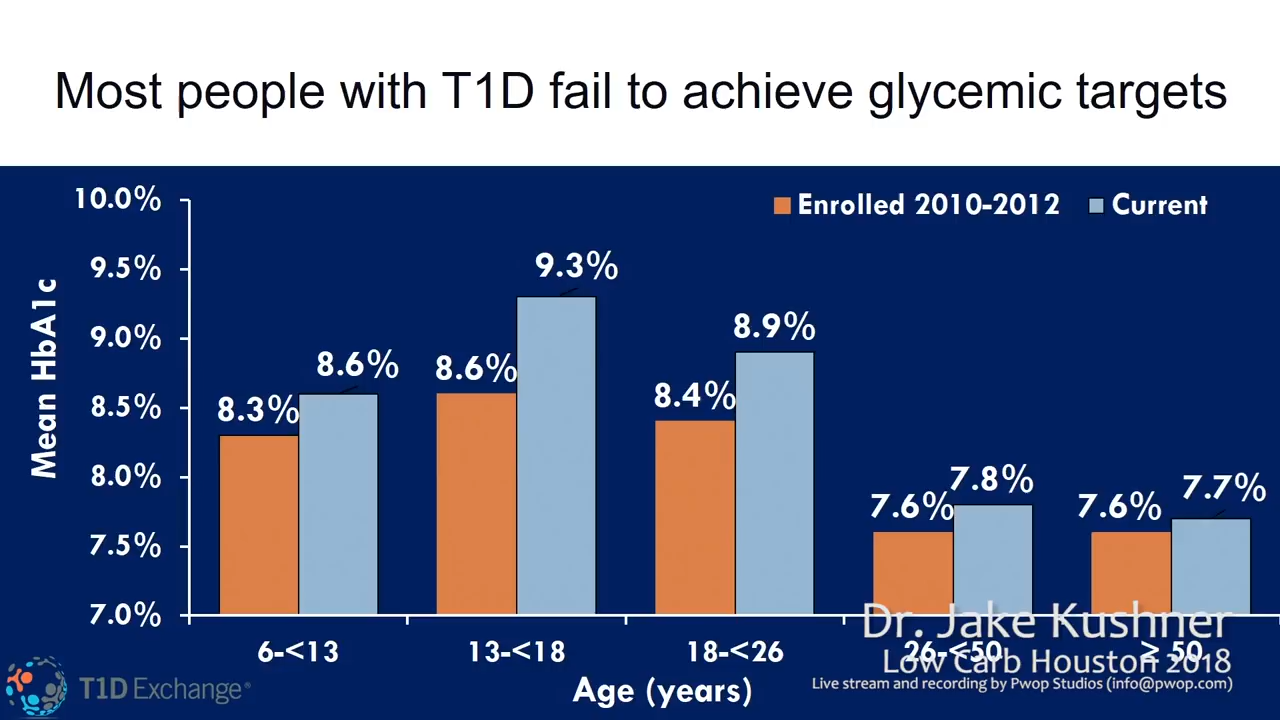 Most people with T1D fail to achieve glycemic targets
Enrolled 2010-2012
Current
Mean HbA1c
10.0%
9.5%
9.0%
8.5%
8.0%
7.5%
7.0%
8.3%
8.6%
8.6%
9.3%
8.4%
8.9%
7.6%
7.8%
7.6%
7.7%
6-<13
13-<18
18-<26
26-<50
≥ 50
Age (years)
T1D Exchange®
Dr. Jake Kushner
Low Carb Houston 2018
Live stream and recording by Pwop Studios (info@pwop.com)